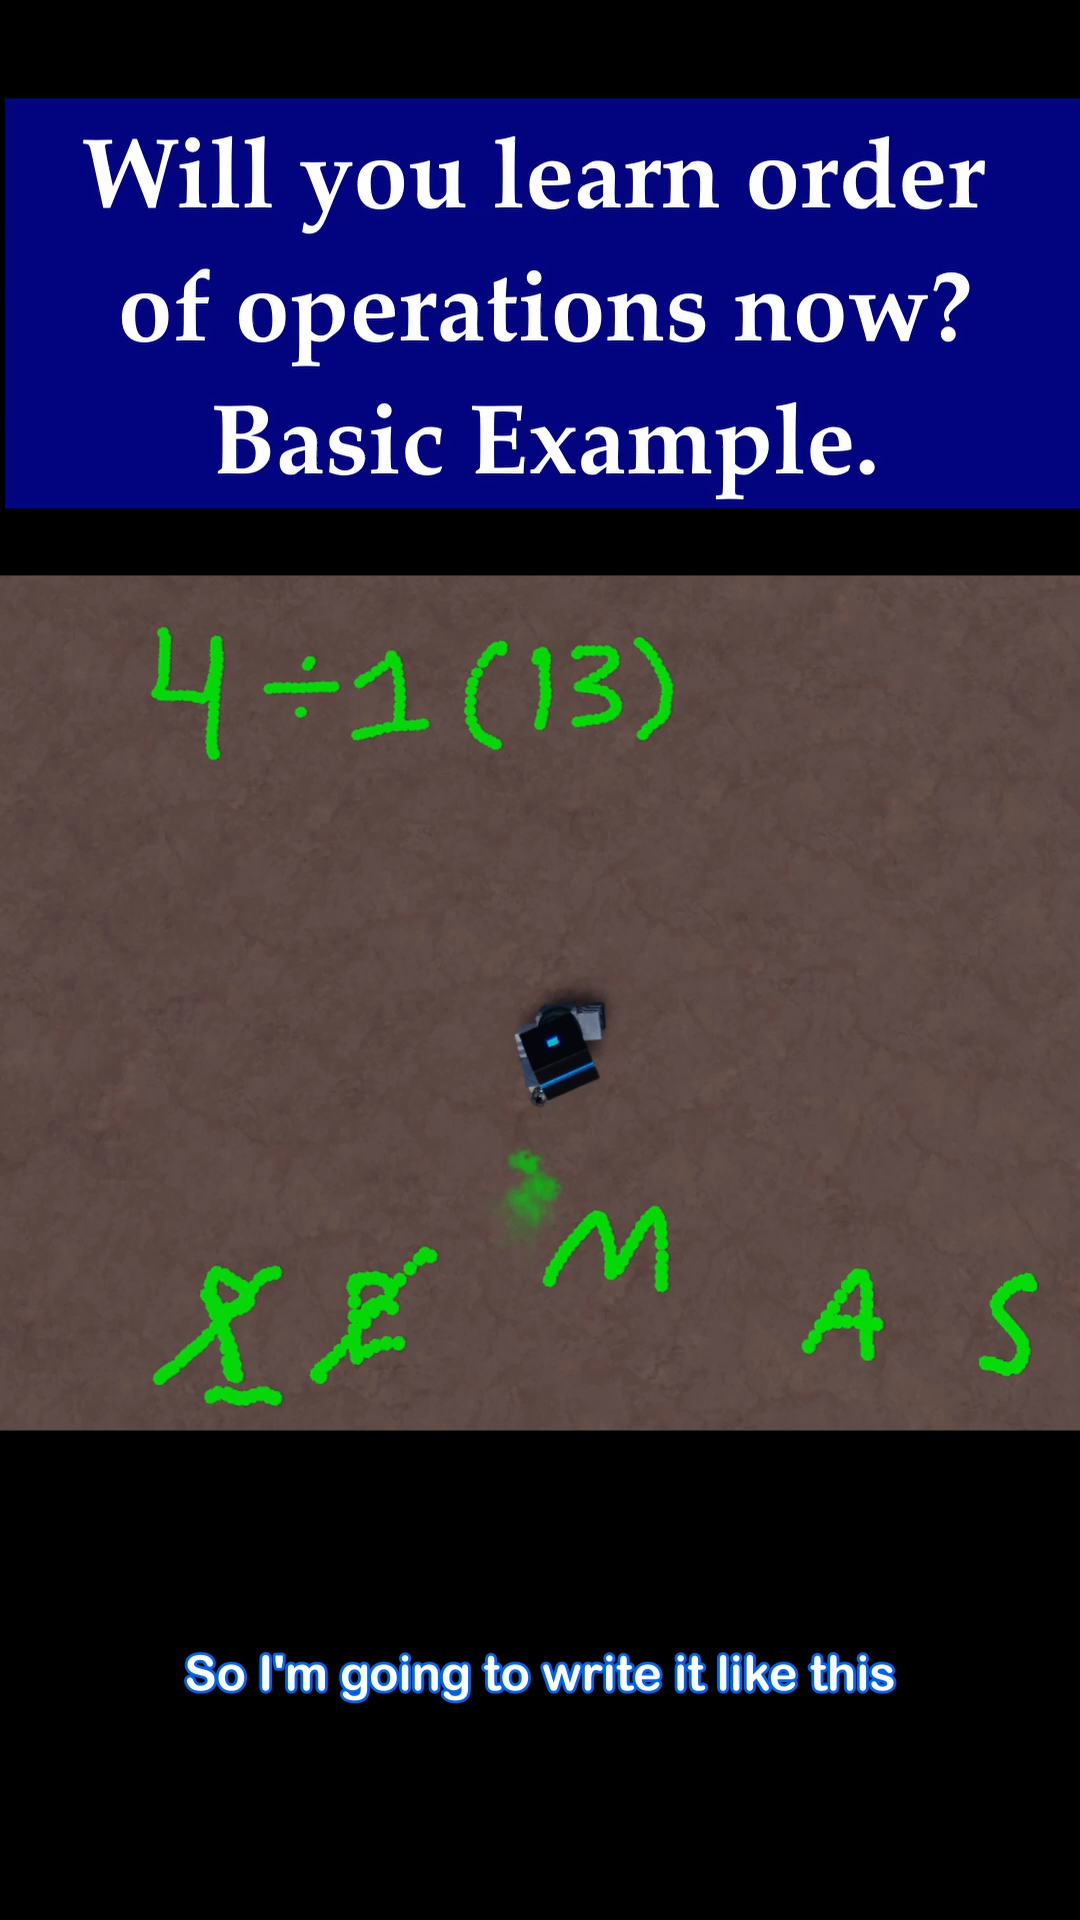 Will you learn order
of operations now?
Basic Example.
4÷1(13)
P E M A S
So I'm going to write it like this